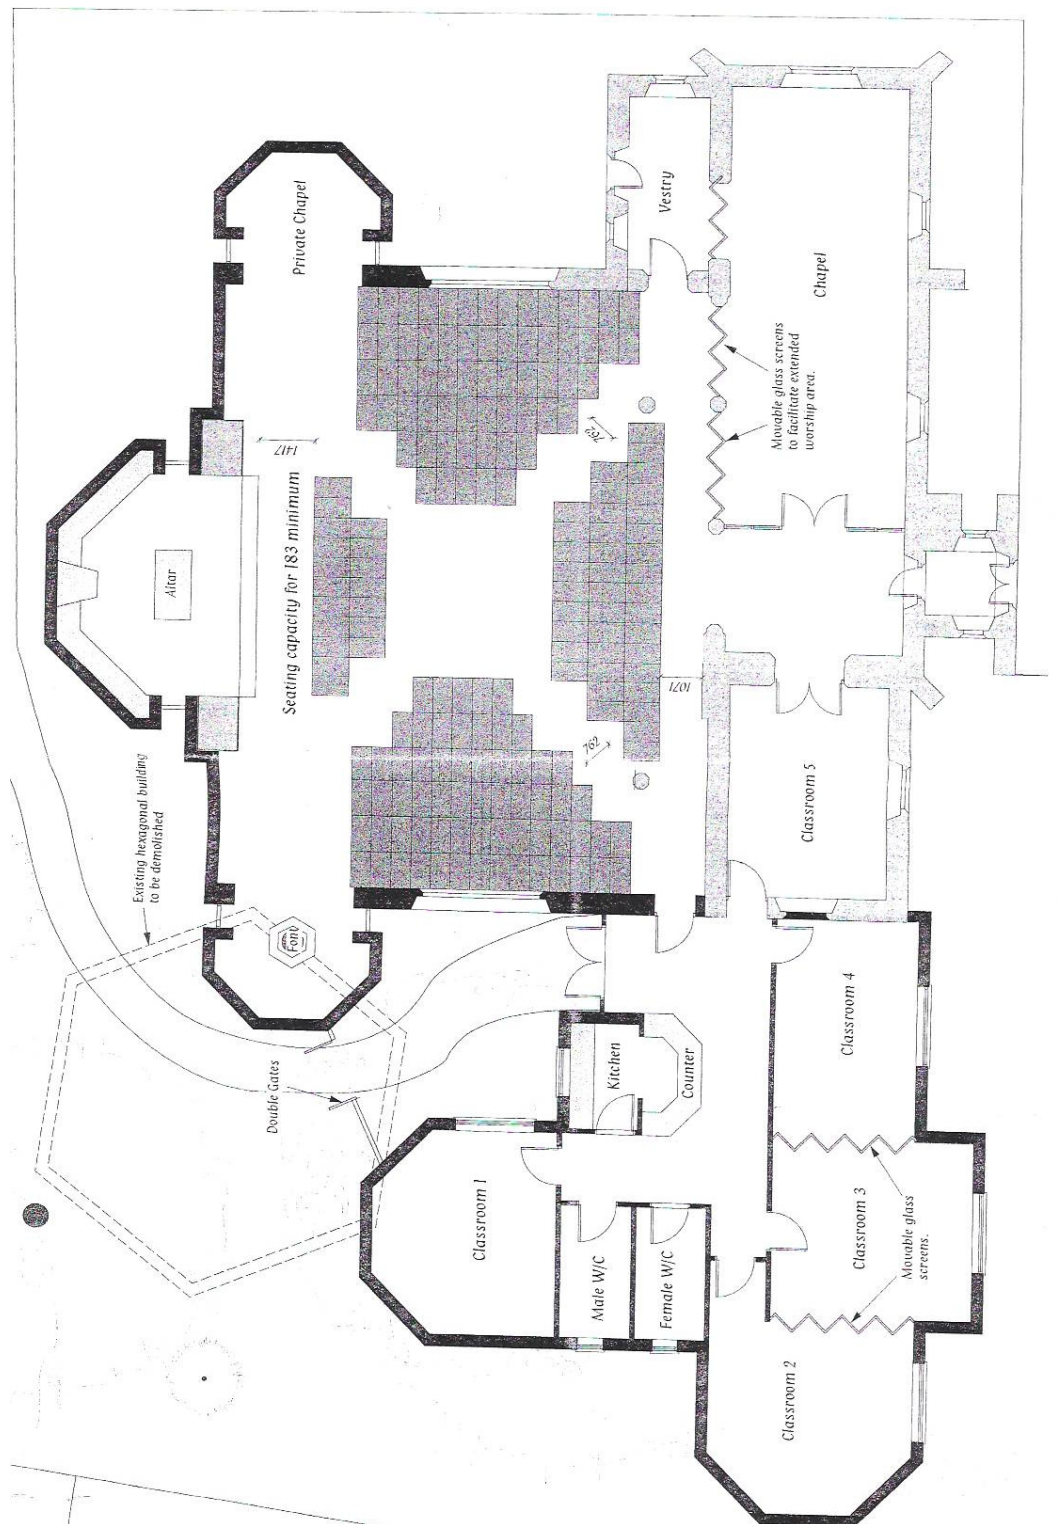 Private Chapel
Vestry
Chapel
Movable glass screens
to facilitate extended
worship area.
762
1417
Altar
Seating capacity for 183 minimum
1071
762
Existing hexagonal building
to be demolished
Classroom 5
Font
Double Gates
Kitchen
Counter
Classroom 4
Classroom 1
Male W/C
Female W/C
Classroom 3
Movable glass
screens.
Classroom 2